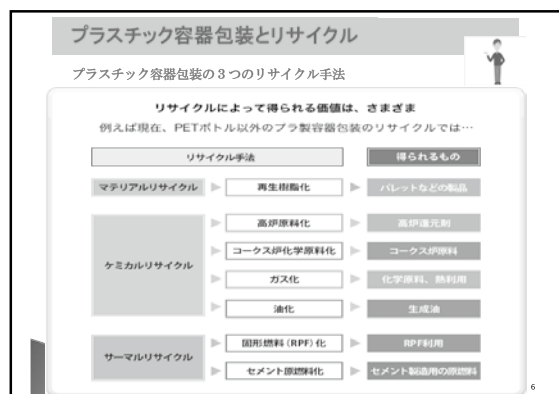 プラスチック容器包装とリサイクル
プラスチック容器包装の3つのリサイクル手法
リサイクルによって得られる価値は、さまざま
例えば現在、PETボトル以外のプラ製容器包装のリサイクルでは…
リサイクル手法 得られるもの
マテリアルリサイクル 再生樹脂化 パレットなどの製品
高炉原料化 高炉還元剤
コークス炉化学原料化 コークス炉原料
ケミカルリサイクル
ガス化 化学原料、熱利用
油化 生成油
固形燃料(RPF)化 RPF利用
サーマルリサイクル
セメント原燃料化 セメント製造用の原燃料
6